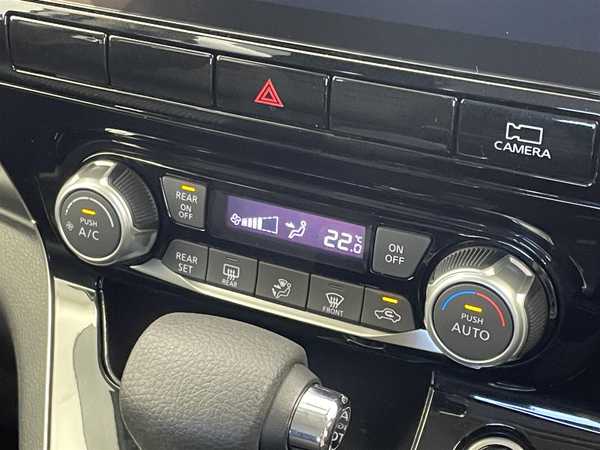 CAMERA
PUSH
A/C
REAR
ON
OFF
22.0°C
ON
OFF
REAR
SET
REAR
FRONT
PUSH
AUTO